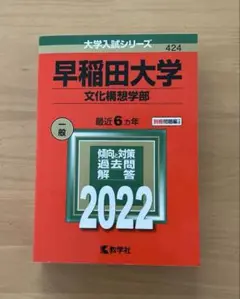 大学入試シリーズ
424
早稲田大学
文化構想学部
最近6カ年
一般
傾向と対策
過去問
解答
2022
教学社